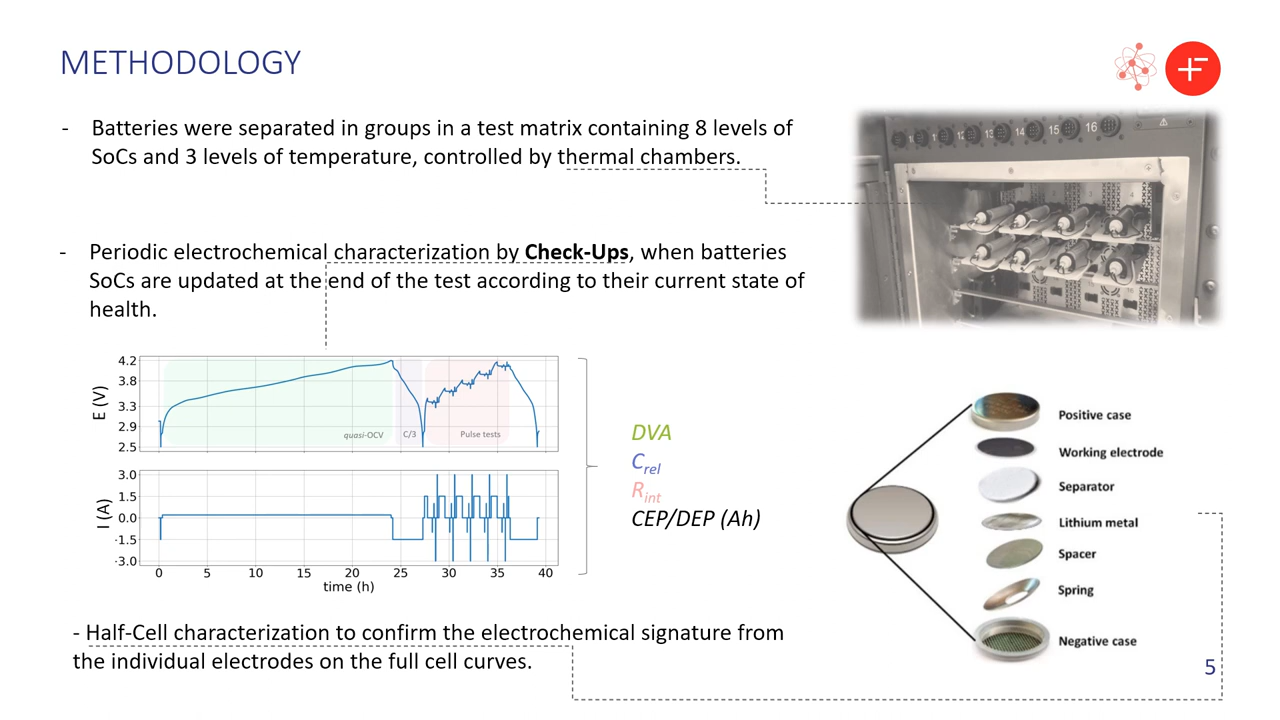 METHODOLOGY
- Batteries were separated in groups in a test matrix containing 8 levels of
SoCs and 3 levels of temperature, controlled by thermal chambers.
13 14 15 16
- Periodic electrochemical characterization by Check-Ups, when batteries
SoCs are updated at the end of the test according to their current state of
health.
E (V)
4.2
3.8
3.3
2.9
2.5
quasi-OCV C/3 Pulse tests
I (A)
3.0
1.5
0.0
-1.5
-3.0
0 5 10 15 20 25 30 35 40
time (h)
DVA
Crel
Rint
CEP/DEP (Ah)
Positive case
Working electrode
Separator
Lithium metal
Spacer
Spring
Negative case
- Half-Cell characterization to confirm the electrochemical signature from
the individual electrodes on the full cell curves.
5